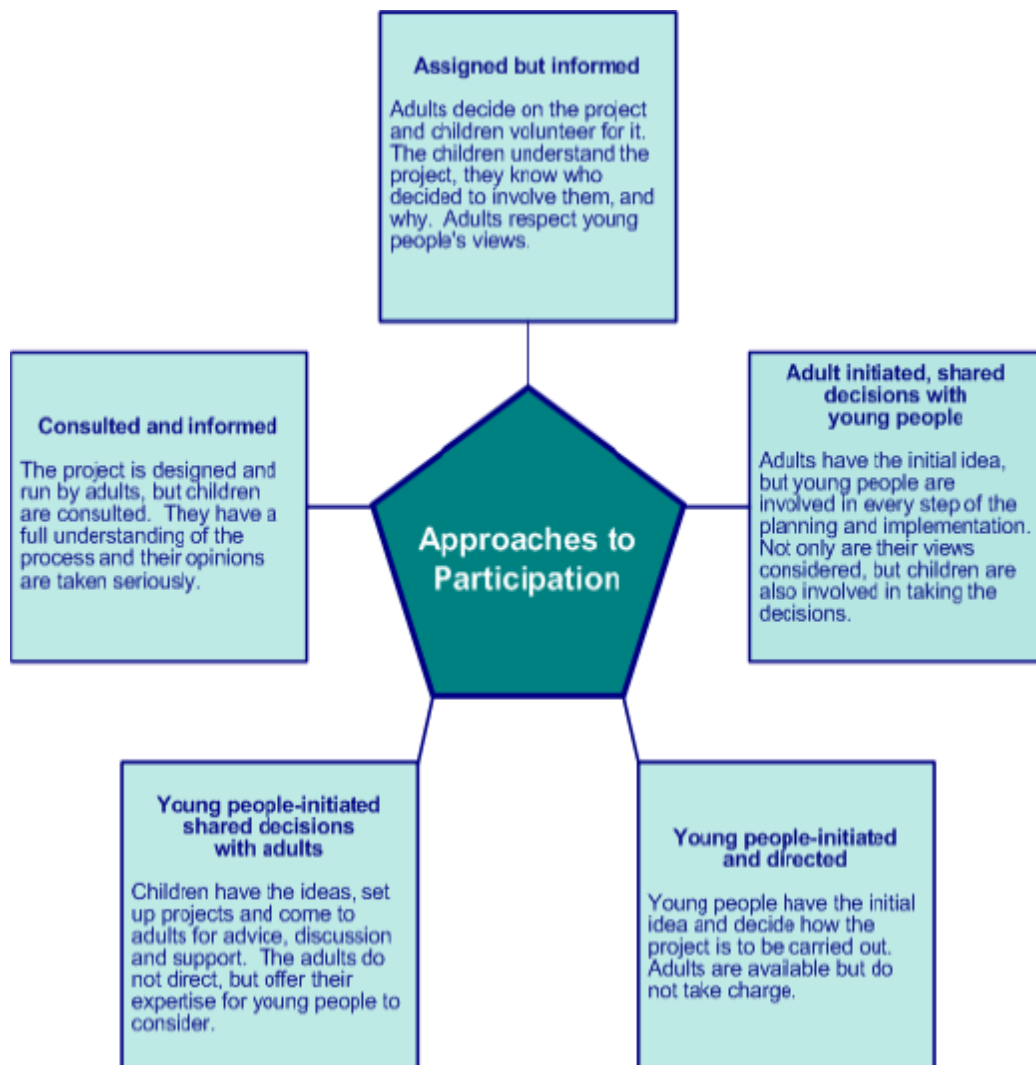 Assigned but informed
Adults decide on the project
and children volunteer for it.
The children understand the
project, they know who
decided to involve them, and
why.  Adults respect young
people's views.
Consulted and informed
The project is designed and
run by adults, but children
are consulted.  They have a
full understanding of the
process and their opinions
are taken seriously.
Approaches to
Participation
Adult initiated, shared
decisions with
young people
Adults have the initial idea,
but young people are
involved in every step of the
planning and implementation.
Not only are their views
considered, but children are
also involved in taking the
decisions.
Young people-initiated
shared decisions
with adults
Children have the ideas, set
up projects and come to
adults for advice, discussion
and support.  The adults do
not direct, but offer their
expertise for young people to
consider.
Young people-initiated
and directed
Young people have the initial
idea and decide how the
project is to be carried out.
Adults are available but do
not take charge.